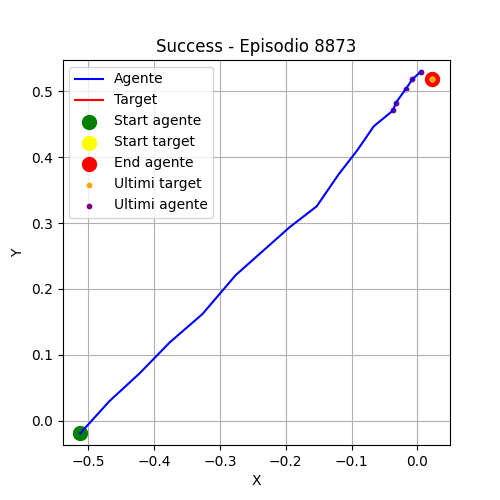 Success - Episodio 8873
Agente
Target
Start agente
Start target
End agente
Ultimi target
Ultimi agente
0.5
0.4
0.3
0.2
0.1
0.0
Y
−0.5 −0.4 −0.3 −0.2 −0.1 0.0
X